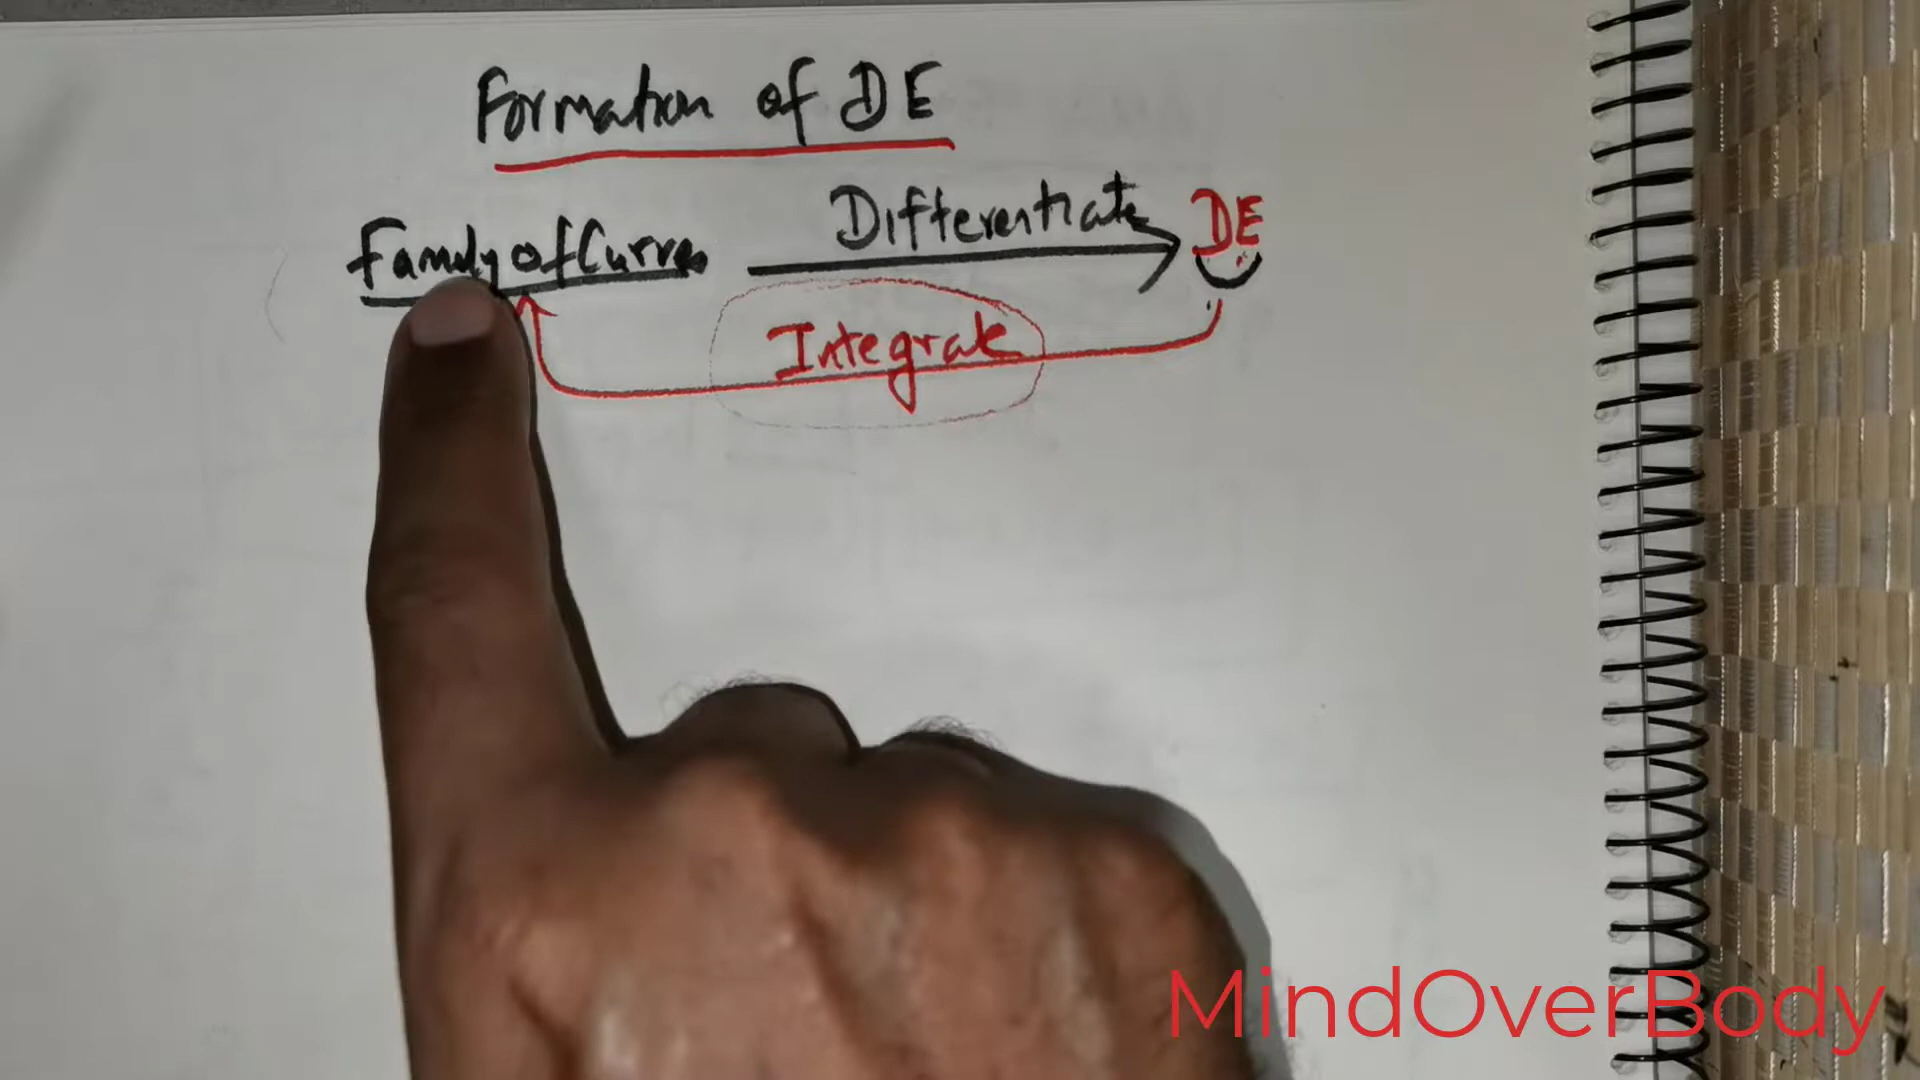 Formation of DE
Family of Curves Differentiate DE
Integrate
MindOverBody